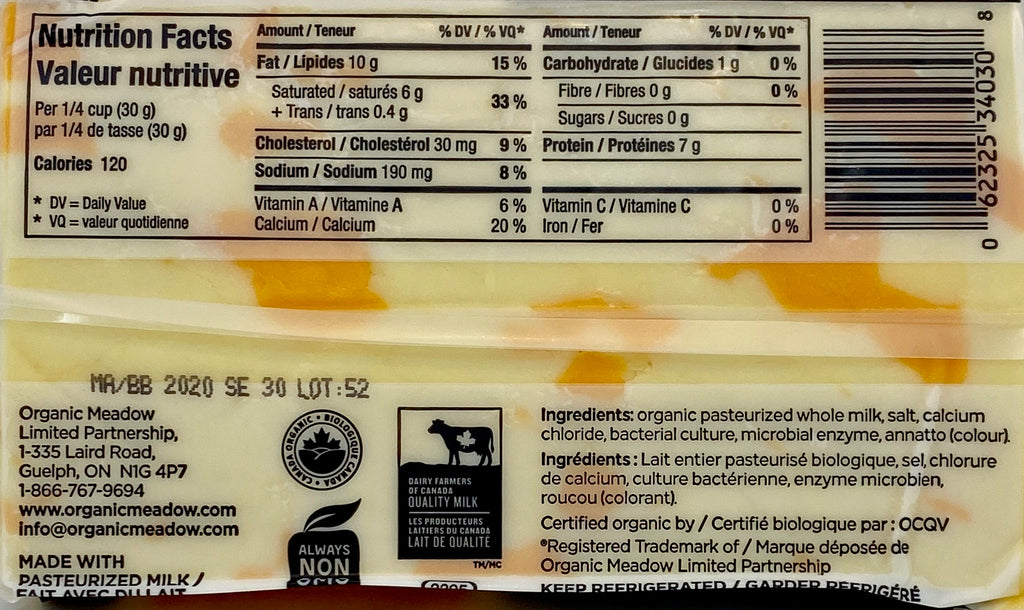 Nutrition Facts
Valeur nutritive
Per 1/4 cup (30 g)
par 1/4 de tasse (30 g)
Calories 120
* DV = Daily Value
* VQ = valeur quotidienne
Amount / Teneur % DV / % VQ*
Fat / Lipides 10 g 15 %
Saturated / saturés 6 g
+ Trans / trans 0.4 g 33 %
Cholesterol / Cholestérol 30 mg 9 %
Sodium / Sodium 190 mg 8 %
Vitamin A / Vitamine A 6 %
Calcium / Calcium 20 %
Amount / Teneur % DV / % VQ*
Carbohydrate / Glucides 1 g 0 %
Fibre / Fibres 0 g 0 %
Sugars / Sucres 0 g
Protein / Protéines 7 g
Vitamin C / Vitamine C 0 %
Iron / Fer 0 %
0 62325 34030 8
MA/BB 2020 SE 30 LOT:52
Organic Meadow
Limited Partnership,
1-335 Laird Road,
Guelph, ON N1G 4P7
1-866-767-9694
www.organicmeadow.com
info@organicmeadow.com
MADE WITH
PASTEURIZED MILK /
FAIT AVEC DU LAIT
CANADA ORGANIC • BIOLOGIQUE CANADA •
ALWAYS
NON
GMO
DAIRY FARMERS
OF CANADA
QUALITY MILK
LES PRODUCTEURS
LAITIERS DU CANADA
LAIT DE QUALITÉ
TM/MC
Ingredients: organic pasteurized whole milk, salt, calcium
chloride, bacterial culture, microbial enzyme, annatto (colour).
Ingrédients : Lait entier pasteurisé biologique, sel, chlorure
de calcium, culture bactérienne, enzyme microbien,
roucou (colorant).
Certified organic by / Certifié biologique par : OCQV
®Registered Trademark of / Marque déposée de
Organic Meadow Limited Partnership
KEEP REFRIGERATED / GARDER RÉFRIGÉRÉ